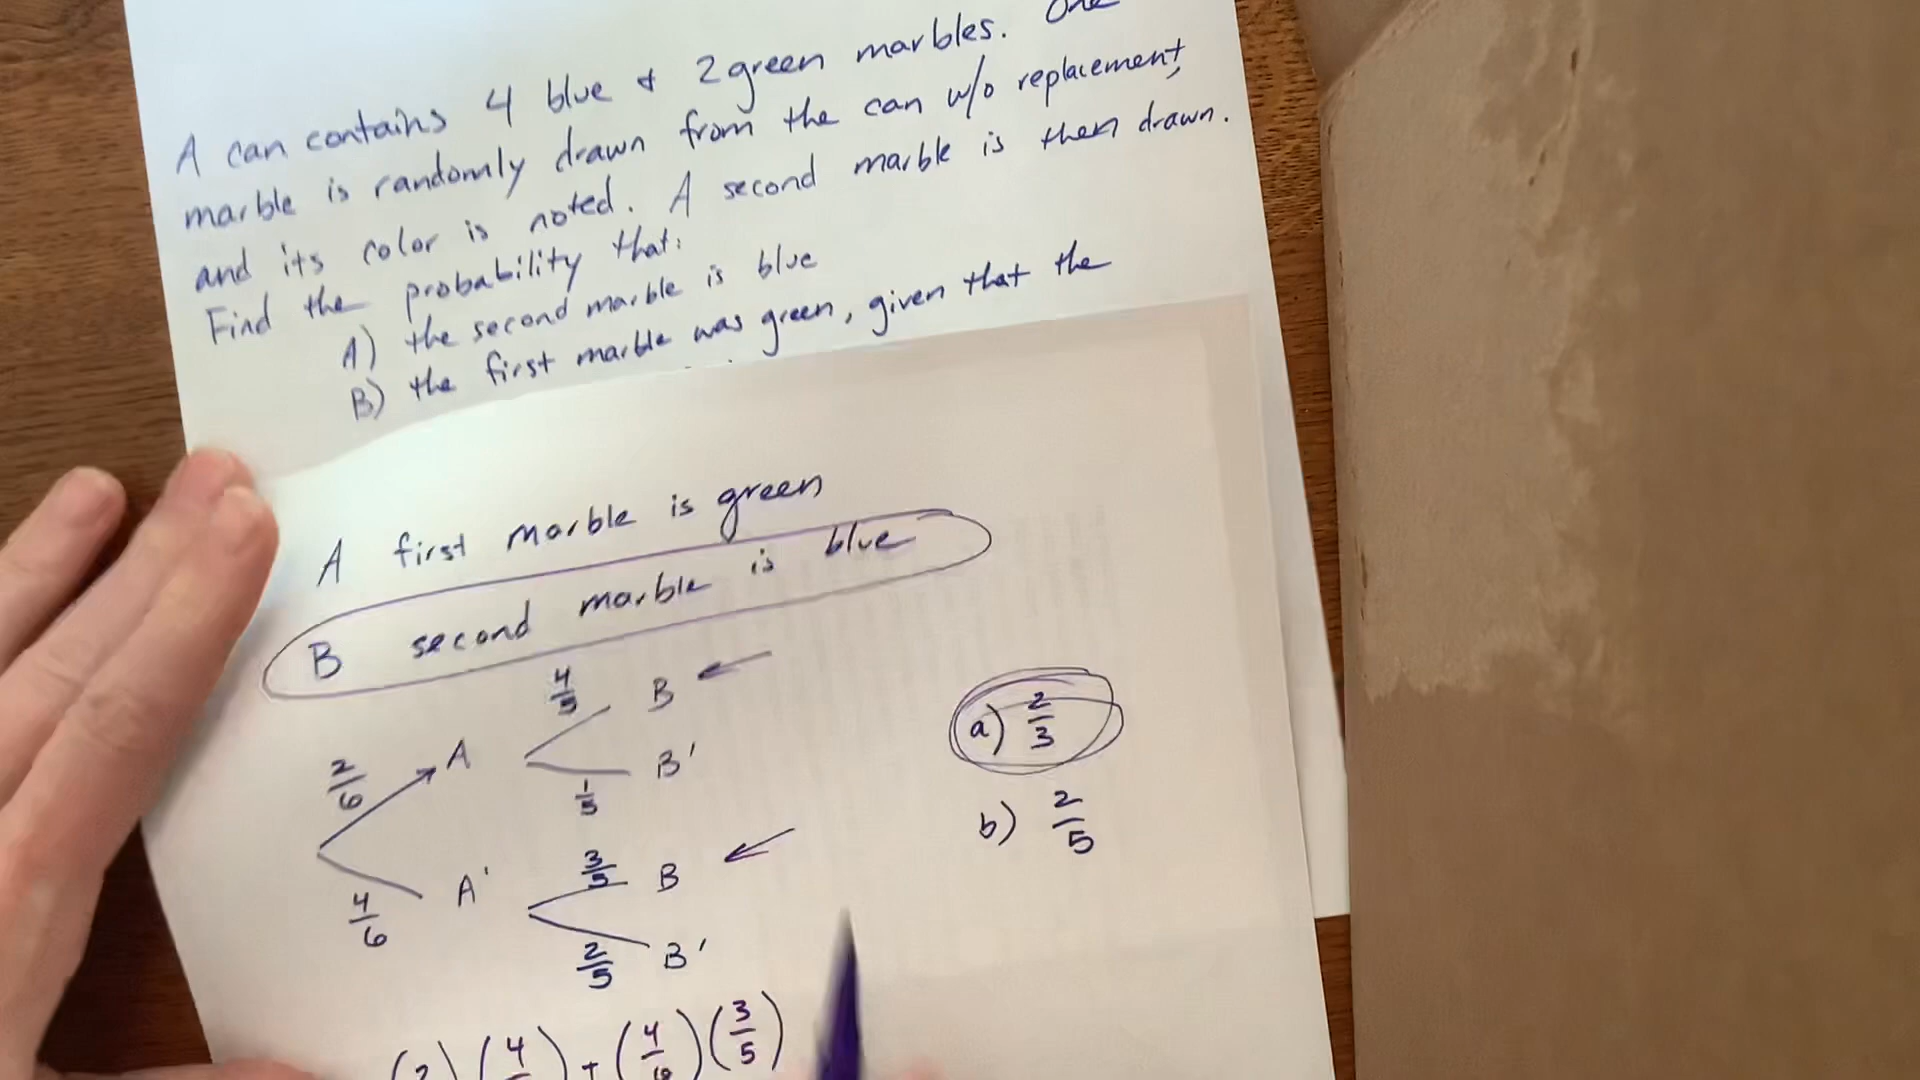 A can contains 4 blue & 2 green marbles. One
marble is randomly drawn from the can w/o replacement,
and its color is noted. A second marble is then drawn.
Find the probability that:
A) the second marble is blue
B) the first marble was green, given that the
A first marble is green
B second marble is blue
4/5 B
2/6 A
1/5 B'
a) 2/3
b) 2/5
4/6 A'
3/5 B
2/5 B'
(2 ) (4 ) + (4/6) (3/5)